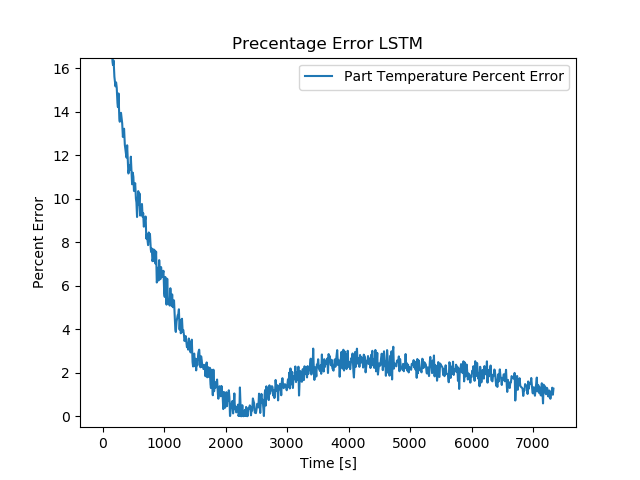 Precentage Error LSTM
Part Temperature Percent Error
16
14
12
10
8
6
4
2
0
Percent Error
0 1000 2000 3000 4000 5000 6000 7000
Time [s]